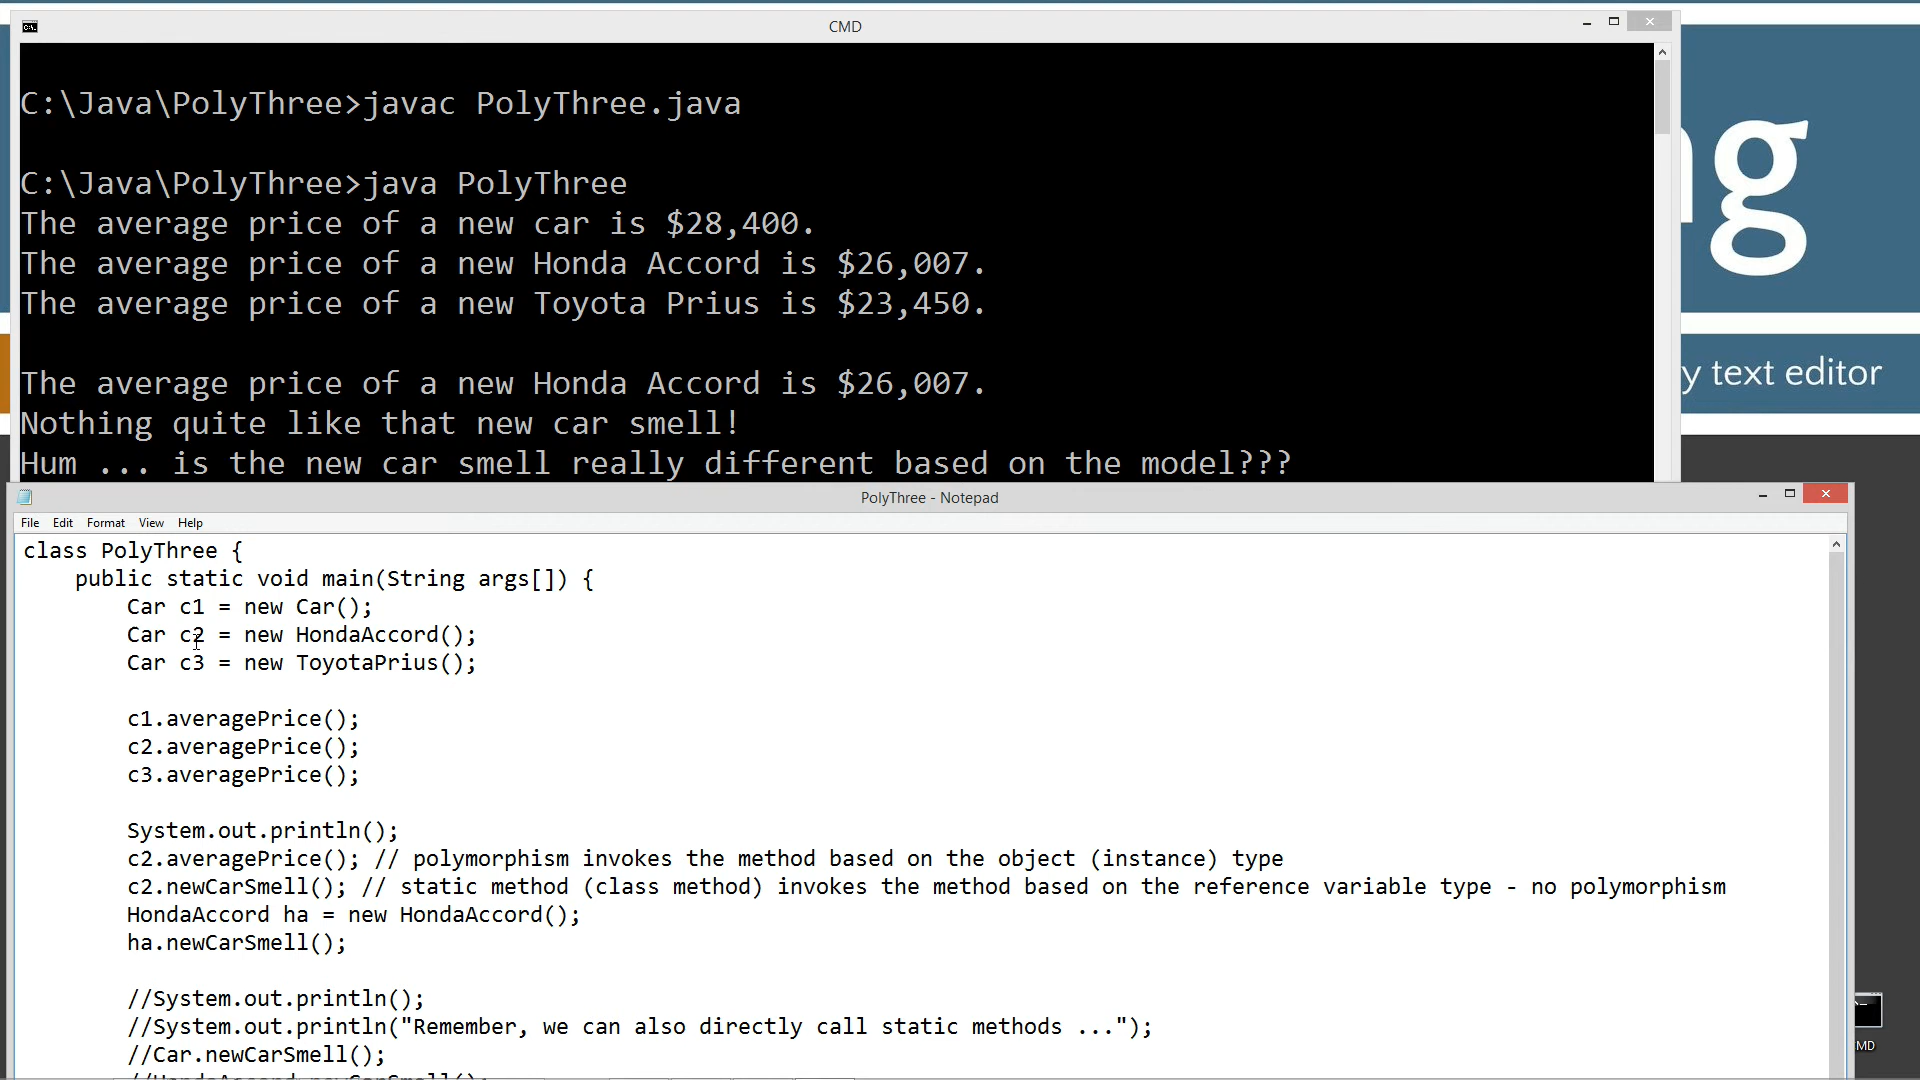 CMD
C:\Java\PolyThree>javac PolyThree.java
C:\Java\PolyThree>java PolyThree
The average price of a new car is $28,400.
The average price of a new Honda Accord is $26,007.
The average price of a new Toyota Prius is $23,450.
The average price of a new Honda Accord is $26,007.
Nothing quite like that new car smell!
Hum ... is the new car smell really different based on the model???
g
y text editor
PolyThree - Notepad
File Edit Format View Help
class PolyThree {
public static void main(String args[]) {
Car c1 = new Car();
Car c2 = new HondaAccord();
Car c3 = new ToyotaPrius();
c1.averagePrice();
c2.averagePrice();
c3.averagePrice();
System.out.println();
c2.averagePrice(); // polymorphism invokes the method based on the object (instance) type
c2.newCarSmell(); // static method (class method) invokes the method based on the reference variable type - no polymorphism
HondaAccord ha = new HondaAccord();
ha.newCarSmell();
//System.out.println();
//System.out.println("Remember, we can also directly call static methods ...");
//Car.newCarSmell();
MD